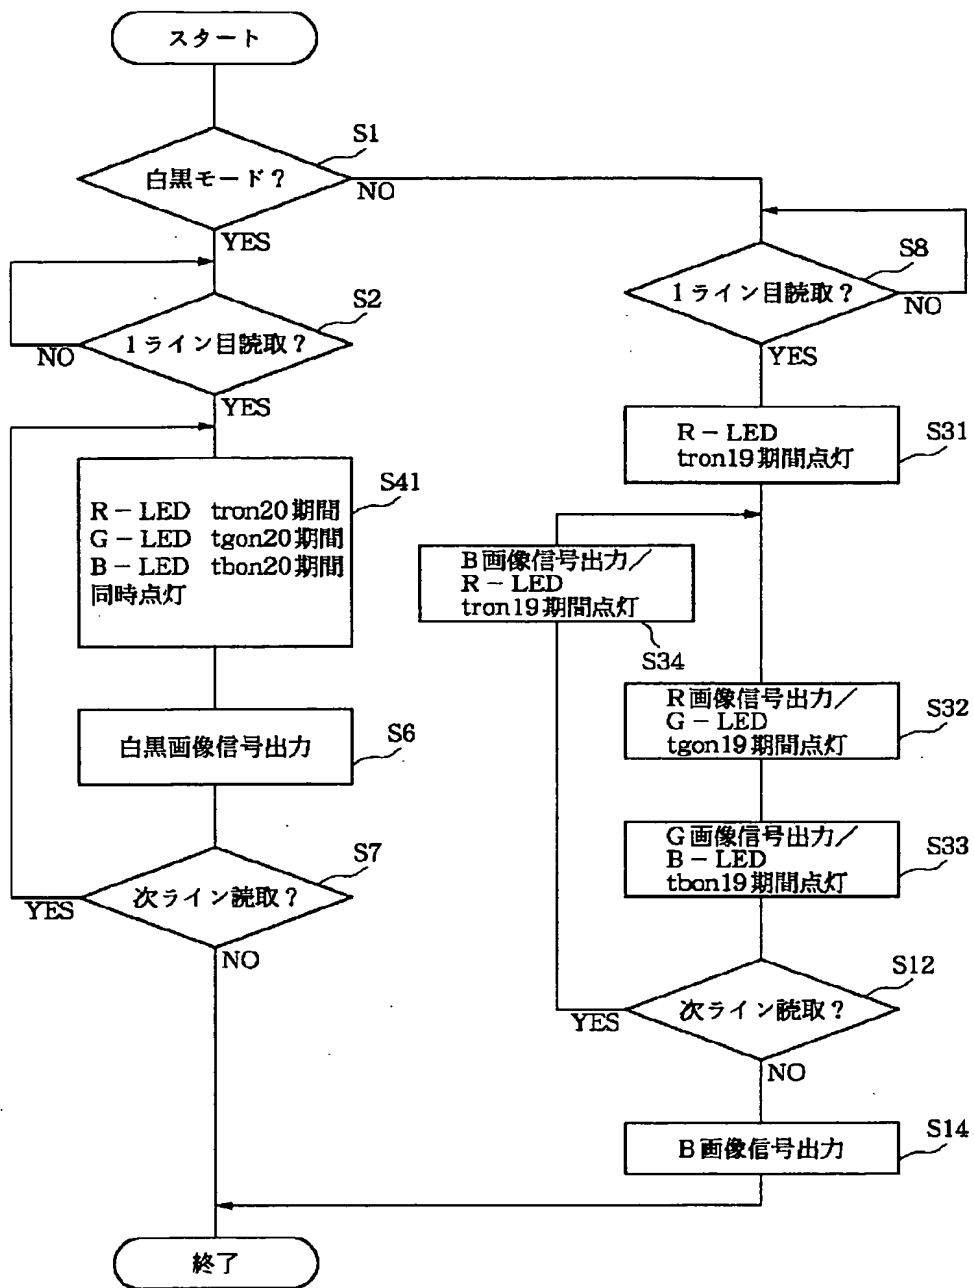 スタート
S1
白黒モード?
NO
YES
S2
1ライン目読取?
NO
YES
S41
R-LED tron20期間
G-LED tgon20期間
B-LED tbon20期間
同時点灯
白黒画像信号出力
S6
S7
次ライン読取?
YES
NO
S8
1ライン目読取?
NO
YES
R-LED
tron19期間点灯
S31
B画像信号出力/
R-LED
tron19期間点灯
S34
R画像信号出力/
G-LED
tgon19期間点灯
S32
G画像信号出力/
B-LED
tbon19期間点灯
S33
S12
次ライン読取?
YES
NO
B画像信号出力
S14
終了